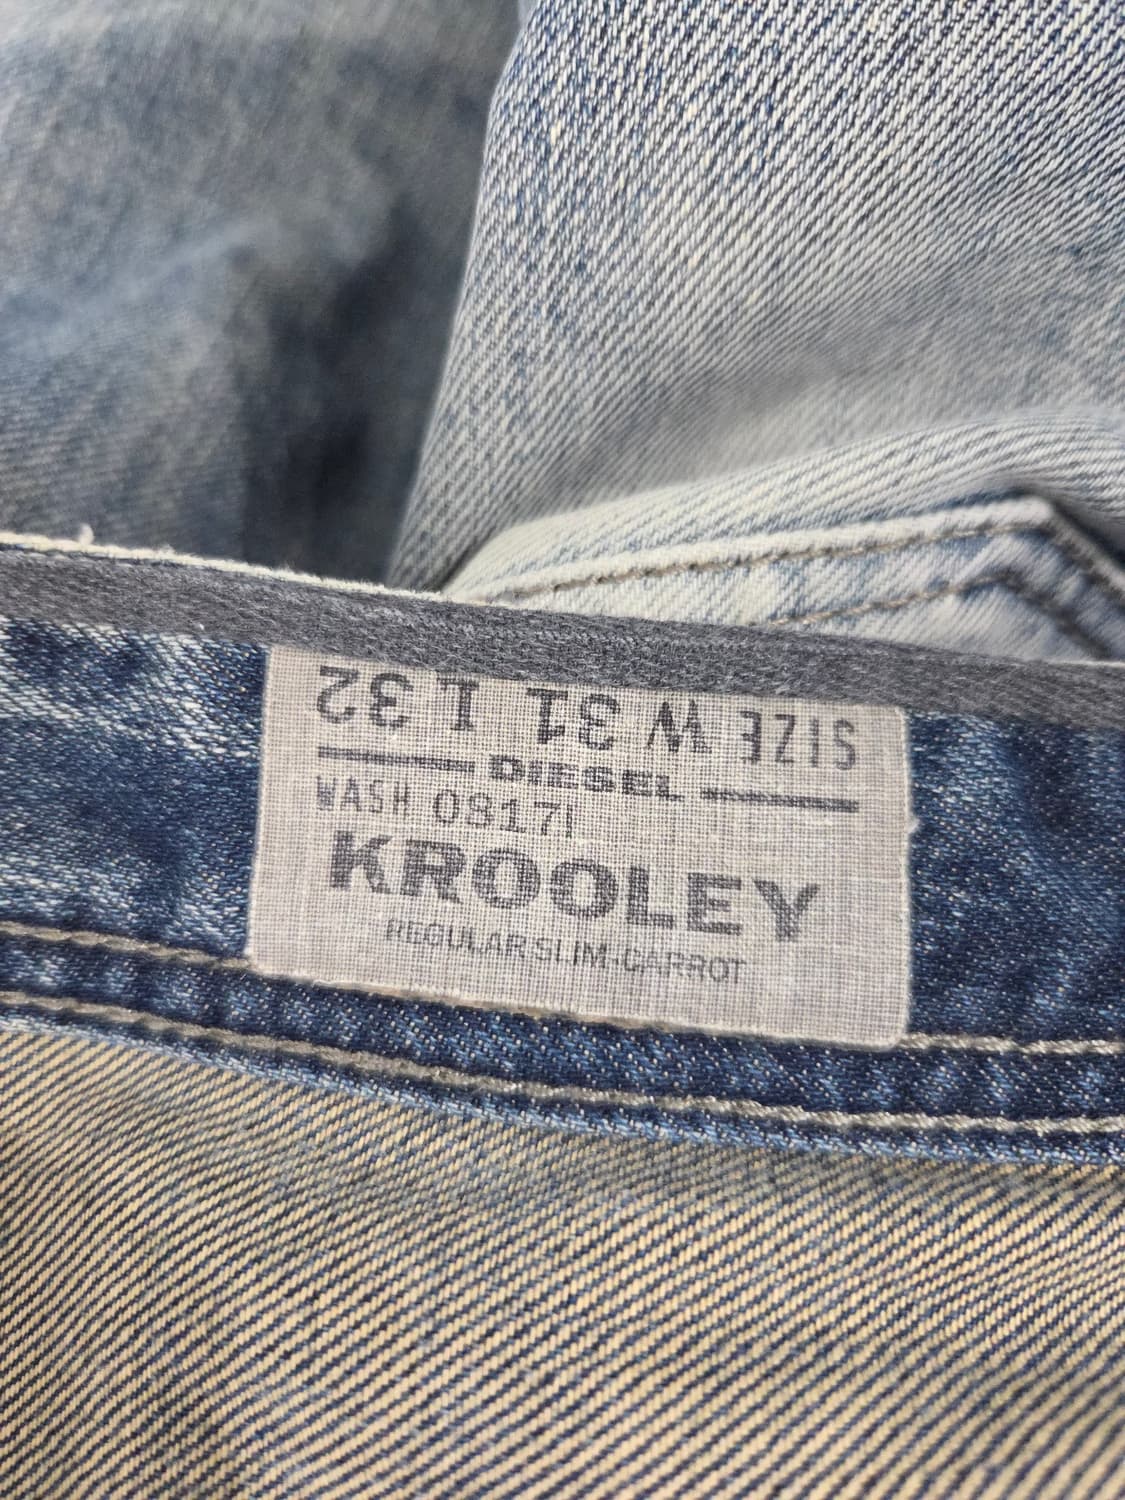 SIZE W 31 L 32
DIESEL
WASH 0817I
KROOLEY
REGULAR SLIM-CARROT